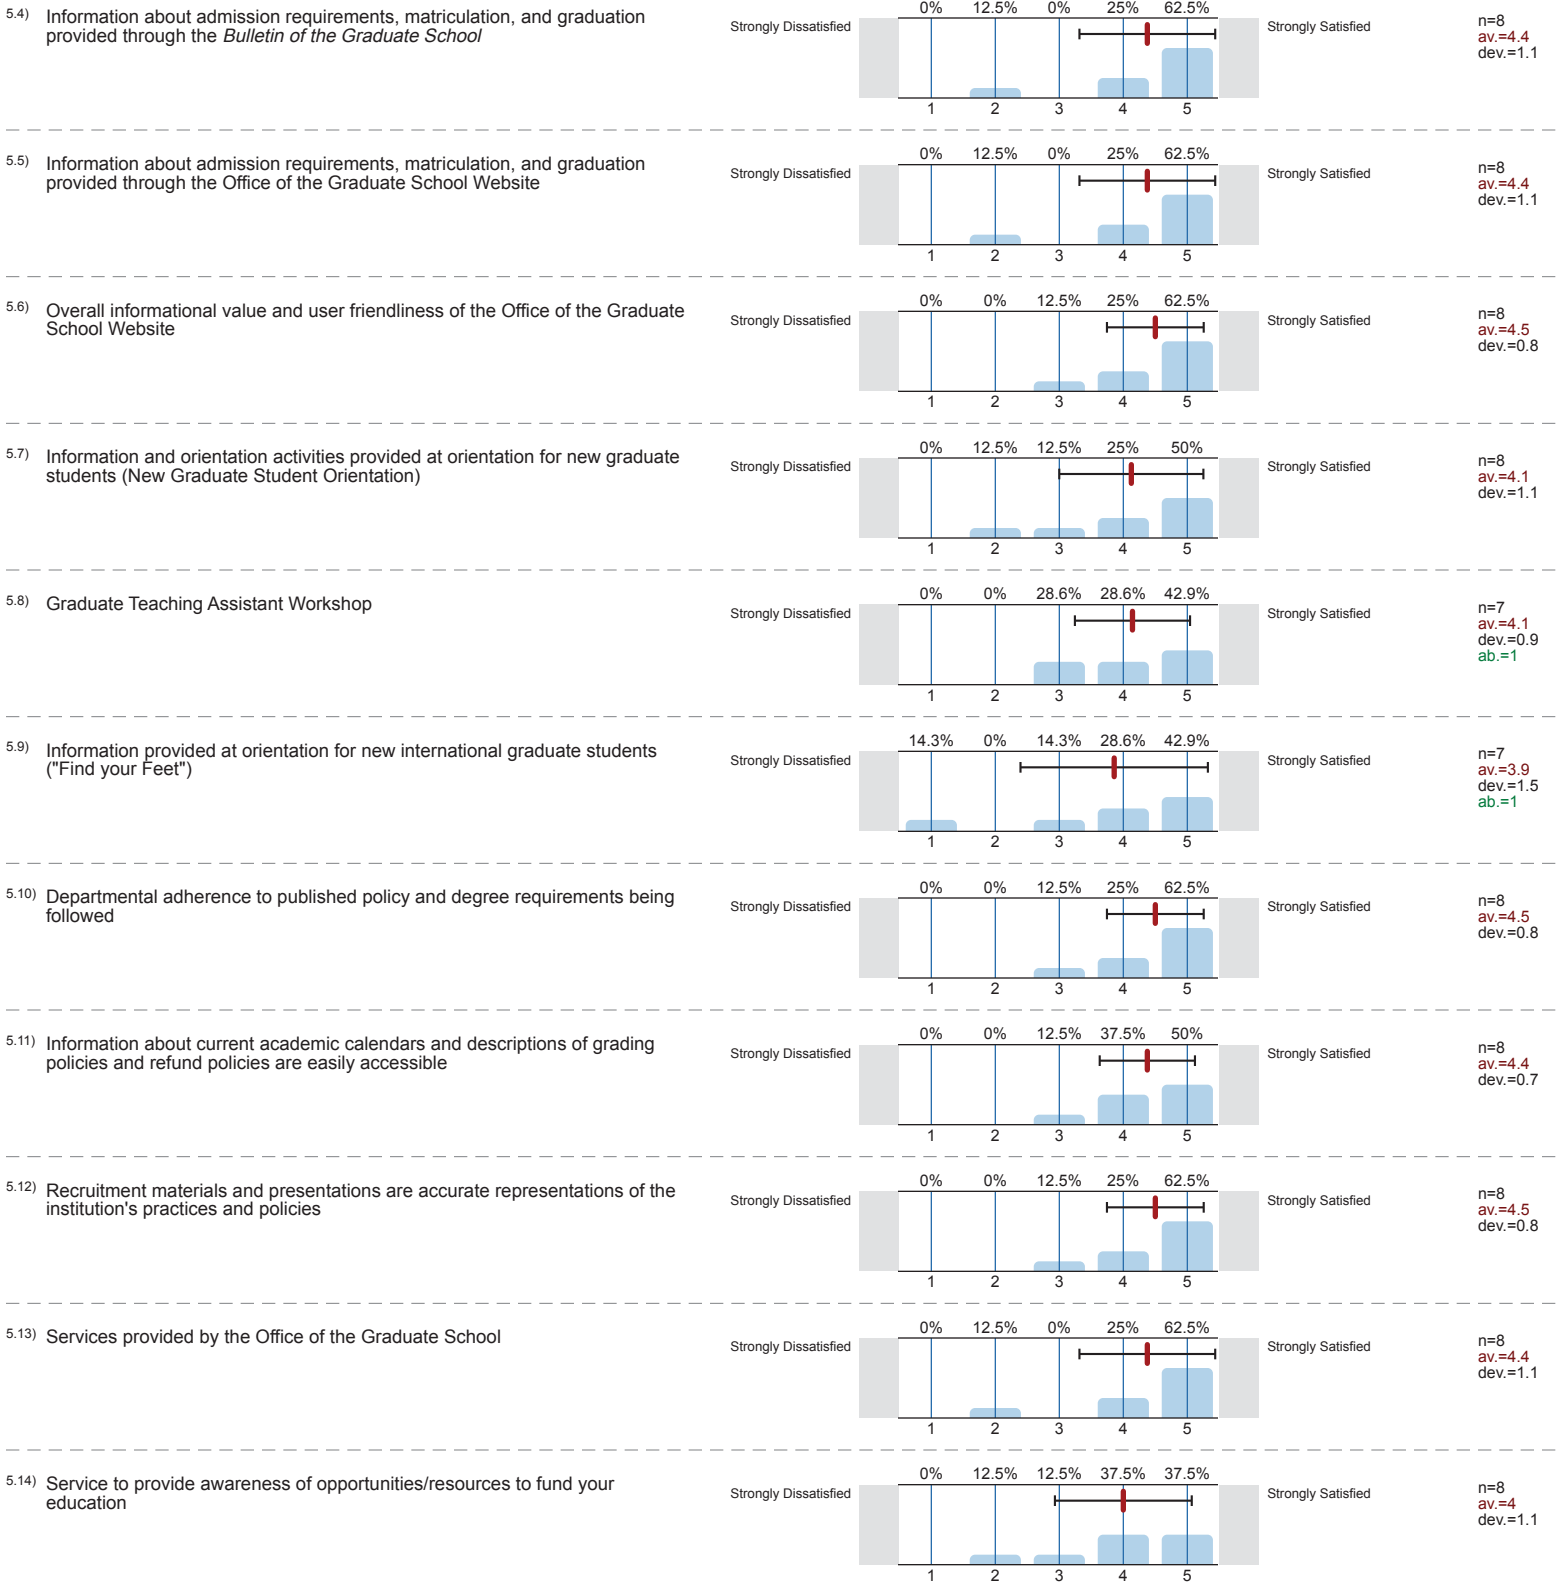 5.4) Information about admission requirements, matriculation, and graduation
provided through the Bulletin of the Graduate School
Strongly Dissatisfied
0% 12.5% 0% 25% 62.5%
1 2 3 4 5
Strongly Satisfied
n=8
av.=4.4
dev.=1.1
5.5) Information about admission requirements, matriculation, and graduation
provided through the Office of the Graduate School Website
Strongly Dissatisfied
0% 12.5% 0% 25% 62.5%
1 2 3 4 5
Strongly Satisfied
n=8
av.=4.4
dev.=1.1
5.6) Overall informational value and user friendliness of the Office of the Graduate
School Website
Strongly Dissatisfied
0% 0% 12.5% 25% 62.5%
1 2 3 4 5
Strongly Satisfied
n=8
av.=4.5
dev.=0.8
5.7) Information and orientation activities provided at orientation for new graduate
students (New Graduate Student Orientation)
Strongly Dissatisfied
0% 12.5% 12.5% 25% 50%
1 2 3 4 5
Strongly Satisfied
n=8
av.=4.1
dev.=1.1
5.8) Graduate Teaching Assistant Workshop
Strongly Dissatisfied
0% 0% 28.6% 28.6% 42.9%
1 2 3 4 5
Strongly Satisfied
n=7
av.=4.1
dev.=0.9
ab.=1
5.9) Information provided at orientation for new international graduate students
("Find your Feet")
Strongly Dissatisfied
14.3% 0% 14.3% 28.6% 42.9%
1 2 3 4 5
Strongly Satisfied
n=7
av.=3.9
dev.=1.5
ab.=1
5.10) Departmental adherence to published policy and degree requirements being
followed
Strongly Dissatisfied
0% 0% 12.5% 25% 62.5%
1 2 3 4 5
Strongly Satisfied
n=8
av.=4.5
dev.=0.8
5.11) Information about current academic calendars and descriptions of grading
policies and refund policies are easily accessible
Strongly Dissatisfied
0% 0% 12.5% 37.5% 50%
1 2 3 4 5
Strongly Satisfied
n=8
av.=4.4
dev.=0.7
5.12) Recruitment materials and presentations are accurate representations of the
institution's practices and policies
Strongly Dissatisfied
0% 0% 12.5% 25% 62.5%
1 2 3 4 5
Strongly Satisfied
n=8
av.=4.5
dev.=0.8
5.13) Services provided by the Office of the Graduate School
Strongly Dissatisfied
0% 12.5% 0% 25% 62.5%
1 2 3 4 5
Strongly Satisfied
n=8
av.=4.4
dev.=1.1
5.14) Service to provide awareness of opportunities/resources to fund your
education
Strongly Dissatisfied
0% 12.5% 12.5% 37.5% 37.5%
1 2 3 4 5
Strongly Satisfied
n=8
av.=4
dev.=1.1